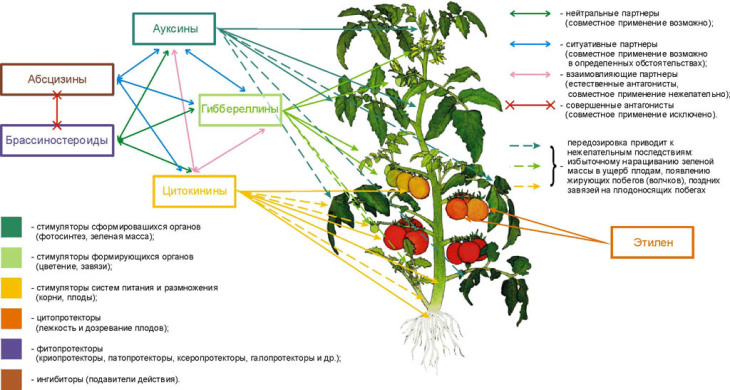 Ауксины
Абсцизины
Гиббереллины
Брассиностероиды
Цитокинины
Этилен
- нейтральные партнеры
(совместное применение возможно);
- ситуативные партнеры
(совместное применение возможно
в определенных обстоятельствах);
- взаимовлияющие партнеры
(естественные антагонисты,
совместное применение нежелательно);
- совершенные антагонисты
(совместное применение исключено).
передозировка приводит к
нежелательным последствиям:
- избыточному наращиванию зеленой
массы в ущерб плодам, появлению
жирующих побегов (волчков), поздних
завязей на плодоносящих побегах
- стимуляторы сформировашихся органов
(фотосинтез, зеленая масса);
- стимуляторы формирующихся органов
(цветение, завязи);
- стимуляторы систем питания и размножения
(корни, плоды);
- цитопротекторы
(лежкость и дозревание плодов);
- фитопротекторы
(криопротекторы, патопротекторы, ксеропротекторы, галопротекторы и др.);
- ингибиторы (подавители действия).